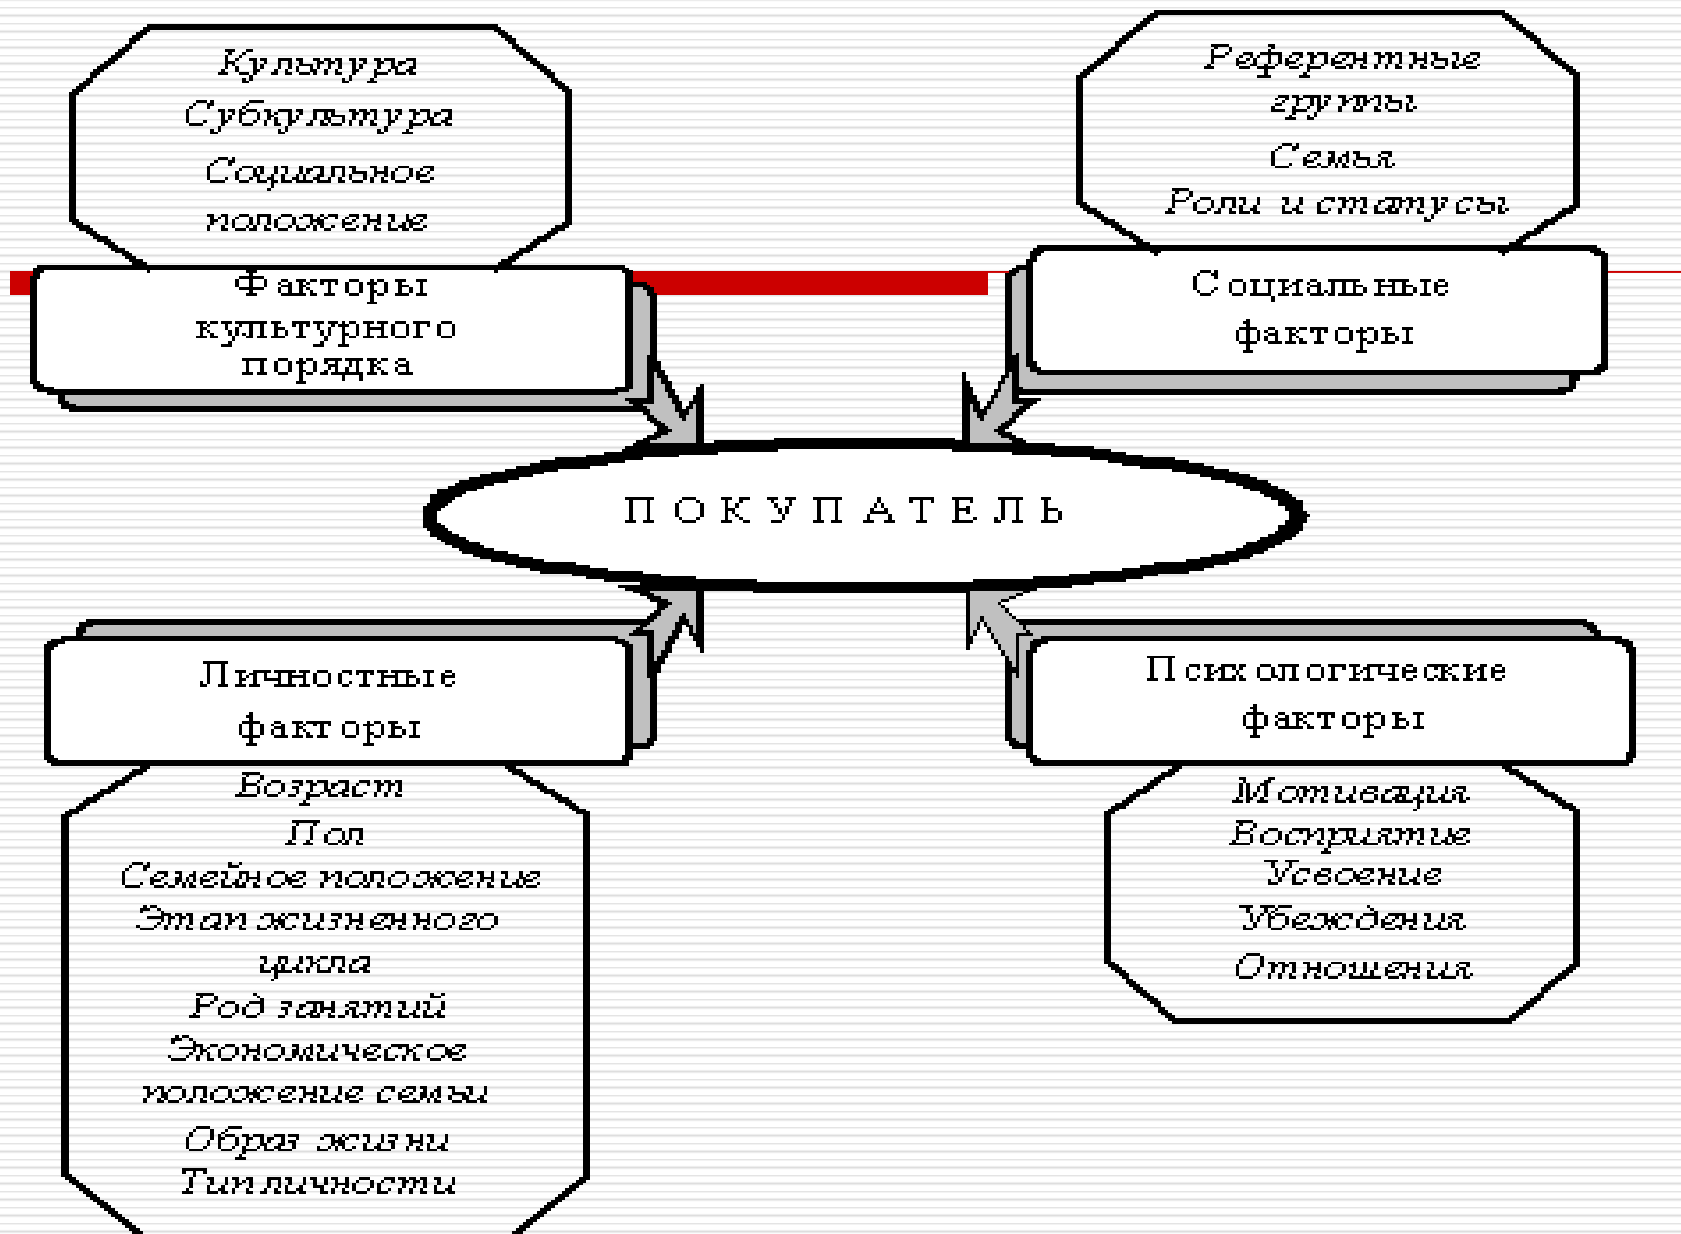 Культура
Субкультура
Социальное
положение
Факторы
культурного
порядка
Референтные
группы
Семья
Роли и статусы
Социальные
факторы
ПОКУПАТЕЛЬ
Личностные
факторы
Возраст
Пол
Семейное положение
Этап жизненного
цикла
Род занятий
Экономическое
положение семьи
Образ жизни
Тип личности
Психологические
факторы
Мотивация
Восприятие
Усвоение
Убеждения
Отношения